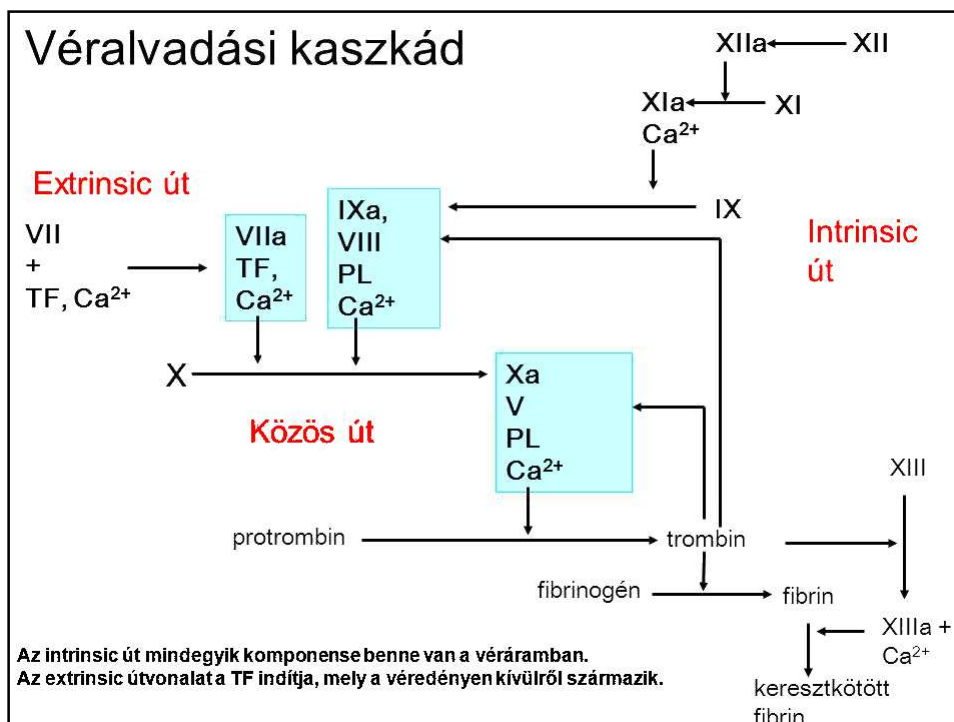 Véralvadási kaszkád
XIIa XII
XIa XI
Ca²⁺
Extrinsic út
IX
Intrinsic
út
VII
+
TF, Ca²⁺
VIIa
TF,
Ca²⁺
IXa,
VIII
PL
Ca²⁺
X
Közös út
Xa
V
PL
Ca²⁺
XIII
protrombin trombin
fibrinogén fibrin
XIIIa +
Ca²⁺
keresztkötött
fibrin
Az intrinsic út mindegyik komponense benne van a véráramban.
Az extrinsic útvonalat a TF indítja, mely a véredényen kívülről származik.